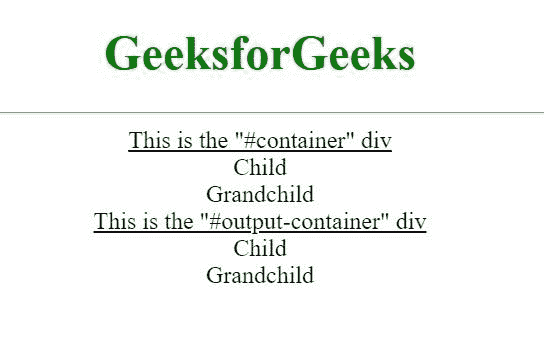 GeeksforGeeks
This is the "#container" div
Child
Grandchild
This is the "#output-container" div
Child
Grandchild